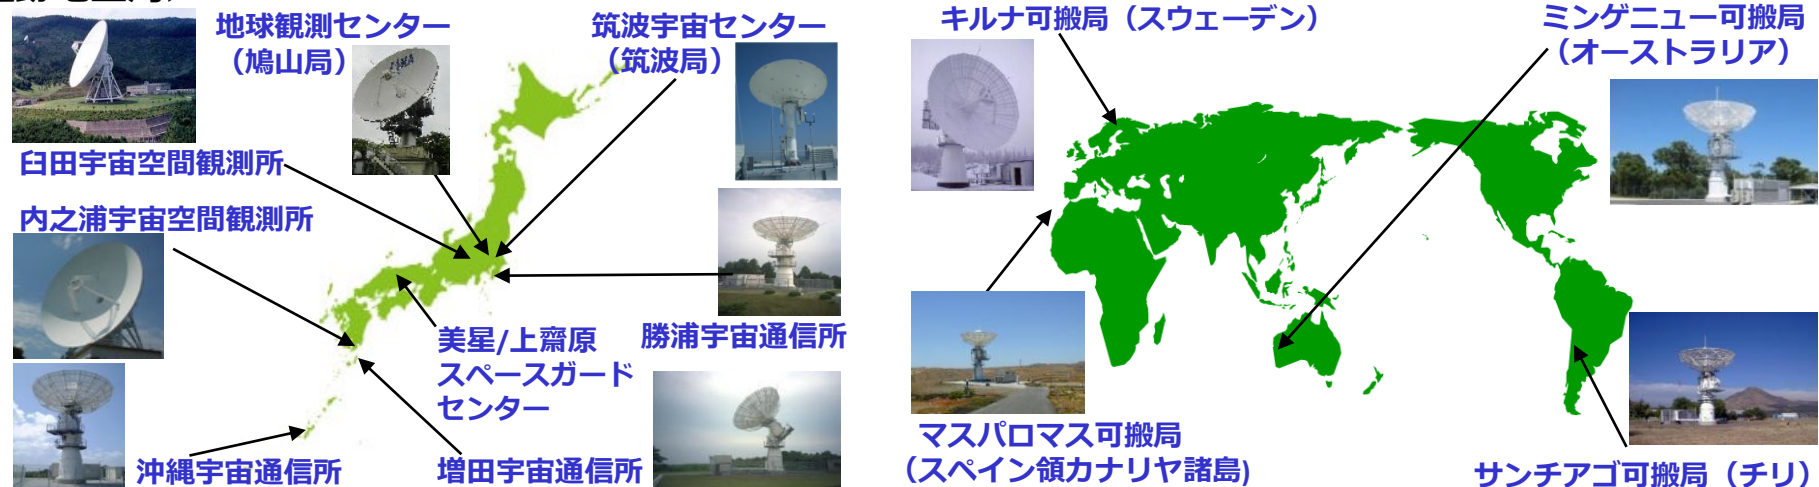 地球観測センター
（鳩山局）
筑波宇宙センター
（筑波局）
臼田宇宙空間観測所
内之浦宇宙空間観測所
美星/上齋原
スペースガード
センター
勝浦宇宙通信所
沖縄宇宙通信所
増田宇宙通信所
キルナ可搬局（スウェーデン）
ミンゲニュー可搬局
（オーストラリア）
マスパロマス可搬局
（スペイン領カナリヤ諸島)
サンチアゴ可搬局（チリ）